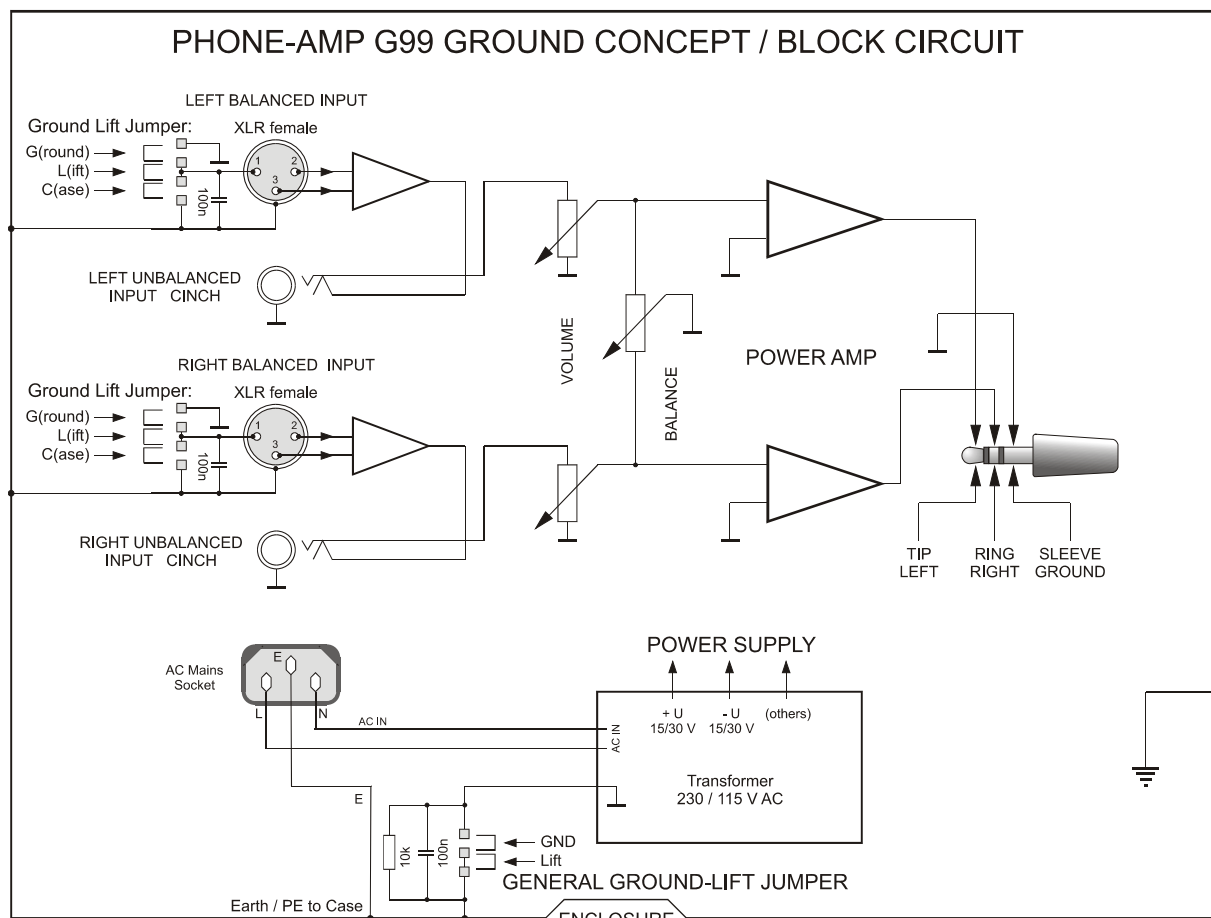 PHONE-AMP G99 GROUND CONCEPT / BLOCK CIRCUIT
LEFT BALANCED INPUT
Ground Lift Jumper:
XLR female
G(round)
L(ift)
C(ase)
1
2
3
100n
LEFT UNBALANCED
INPUT CINCH
RIGHT BALANCED INPUT
Ground Lift Jumper:
XLR female
G(round)
L(ift)
C(ase)
1
2
3
100n
RIGHT UNBALANCED
INPUT CINCH
VOLUME
BALANCE
POWER AMP
TIP
LEFT
RING
RIGHT
SLEEVE
GROUND
AC Mains
Socket
E
L
N
AC IN
E
POWER SUPPLY
+ U
15/30 V
- U
15/30 V
(others)
AC IN
Transformer
230 / 115 V AC
10k
100n
GND
Lift
GENERAL GROUND-LIFT JUMPER
Earth / PE to Case
ENCLOSURE